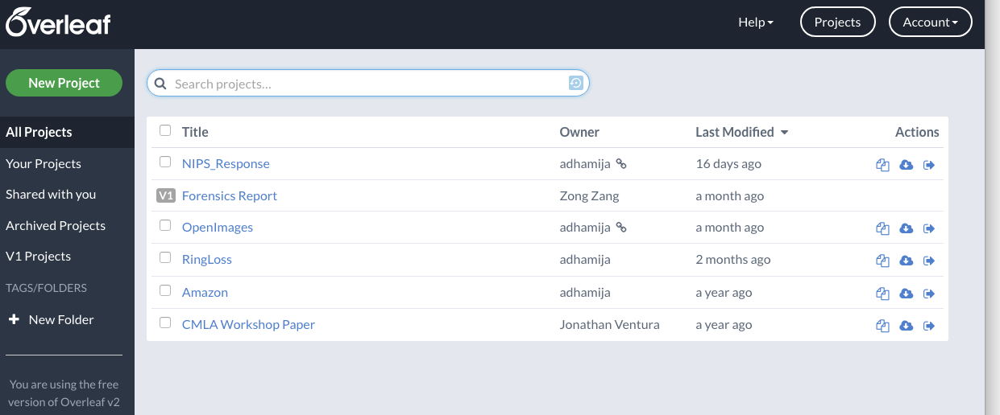 Overleaf
Help Projects Account
New Project
Search projects...
All Projects
Your Projects
Shared with you
Archived Projects
V1 Projects
TAGS/FOLDERS
New Folder
You are using the free
version of Overleaf v2
Title Owner Last Modified Actions
NIPS_Response adhamija 16 days ago
V1 Forensics Report Zong Zang a month ago
OpenImages adhamija a month ago
RingLoss adhamija 2 months ago
Amazon adhamija a year ago
CMLA Workshop Paper Jonathan Ventura a year ago